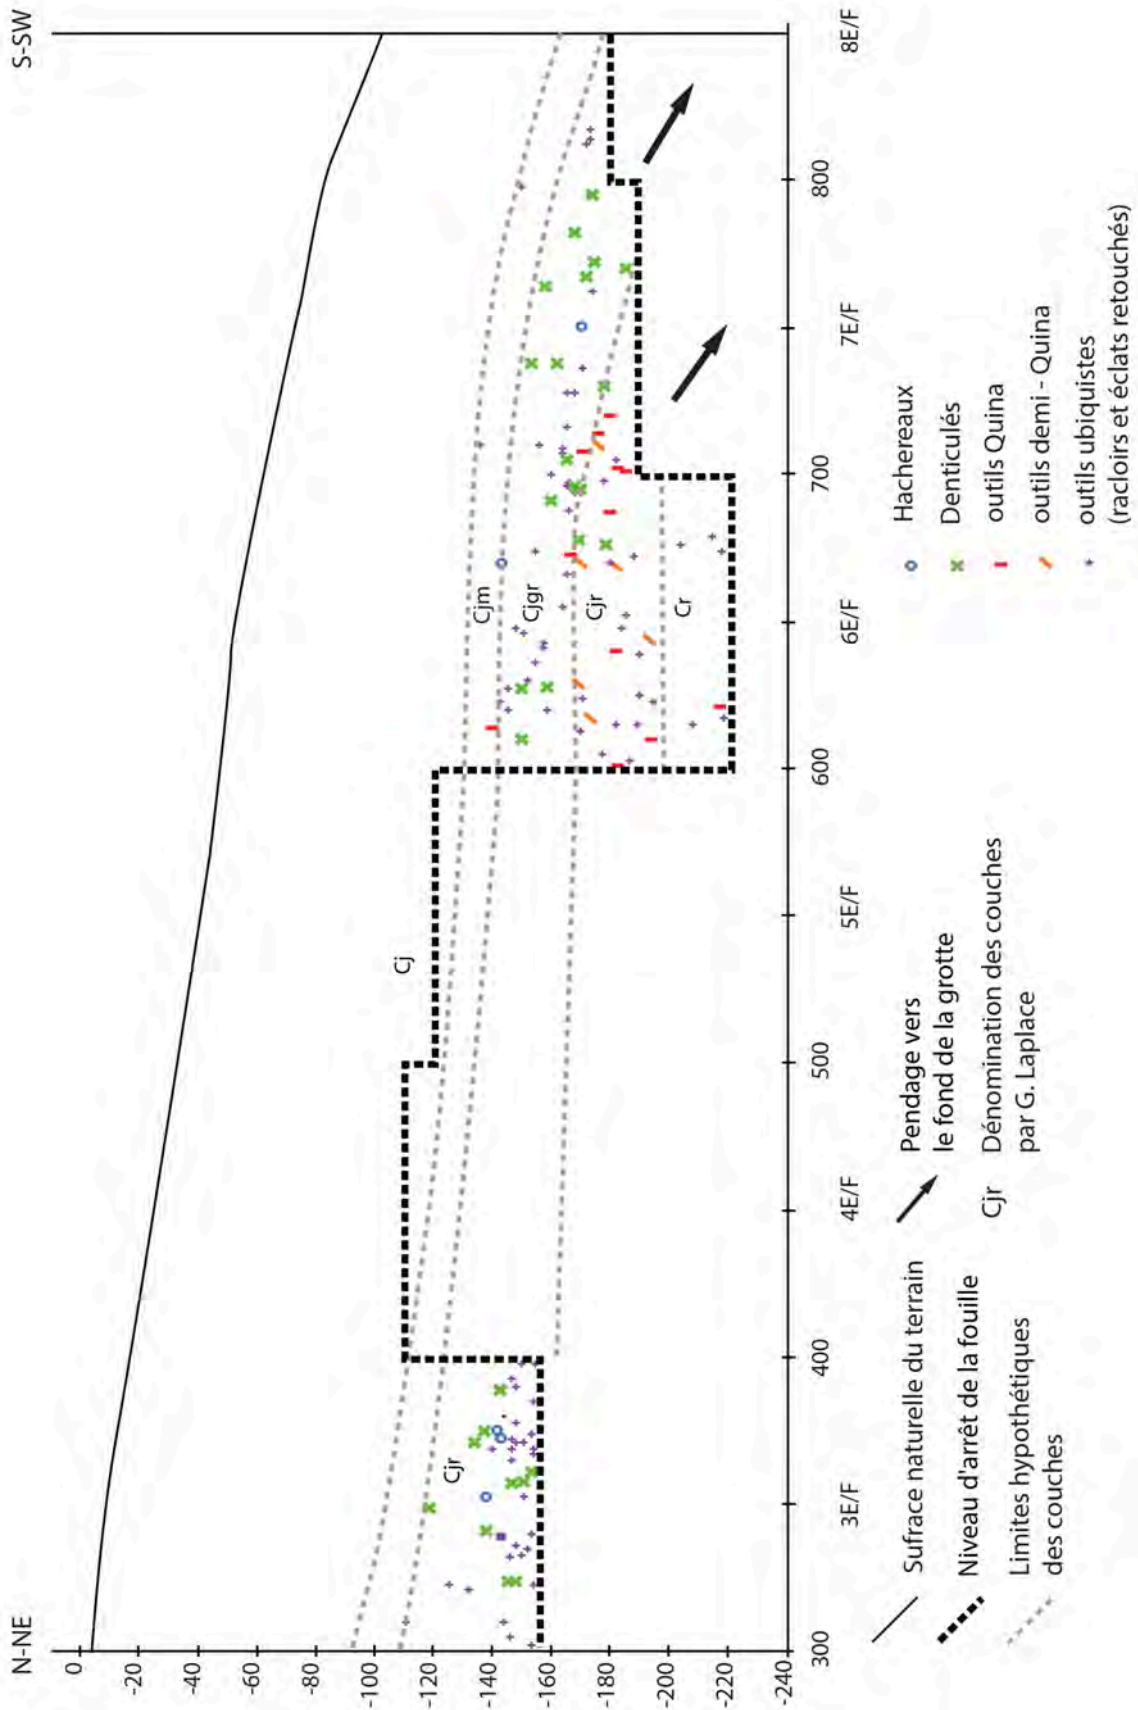 N-NE
S-SW
0
-20
-40
-60
-80
-100
-120
-140
-160
-180
-200
-220
-240
Cj
Cjm
Cjgr
Cjr
Cjr
Cr
300
3E/F
400
4E/F
500
5E/F
600
6E/F
700
7E/F
800
8E/F
Sufrace naturelle du terrain
Niveau d'arrêt de la fouille
Limites hypothétiques
des couches
Pendage vers
le fond de la grotte
Cjr Dénomination des couches
par G. Laplace
Hachereaux
Denticulés
outils Quina
outils demi - Quina
outils ubiquistes
(racloirs et éclats retouchés)